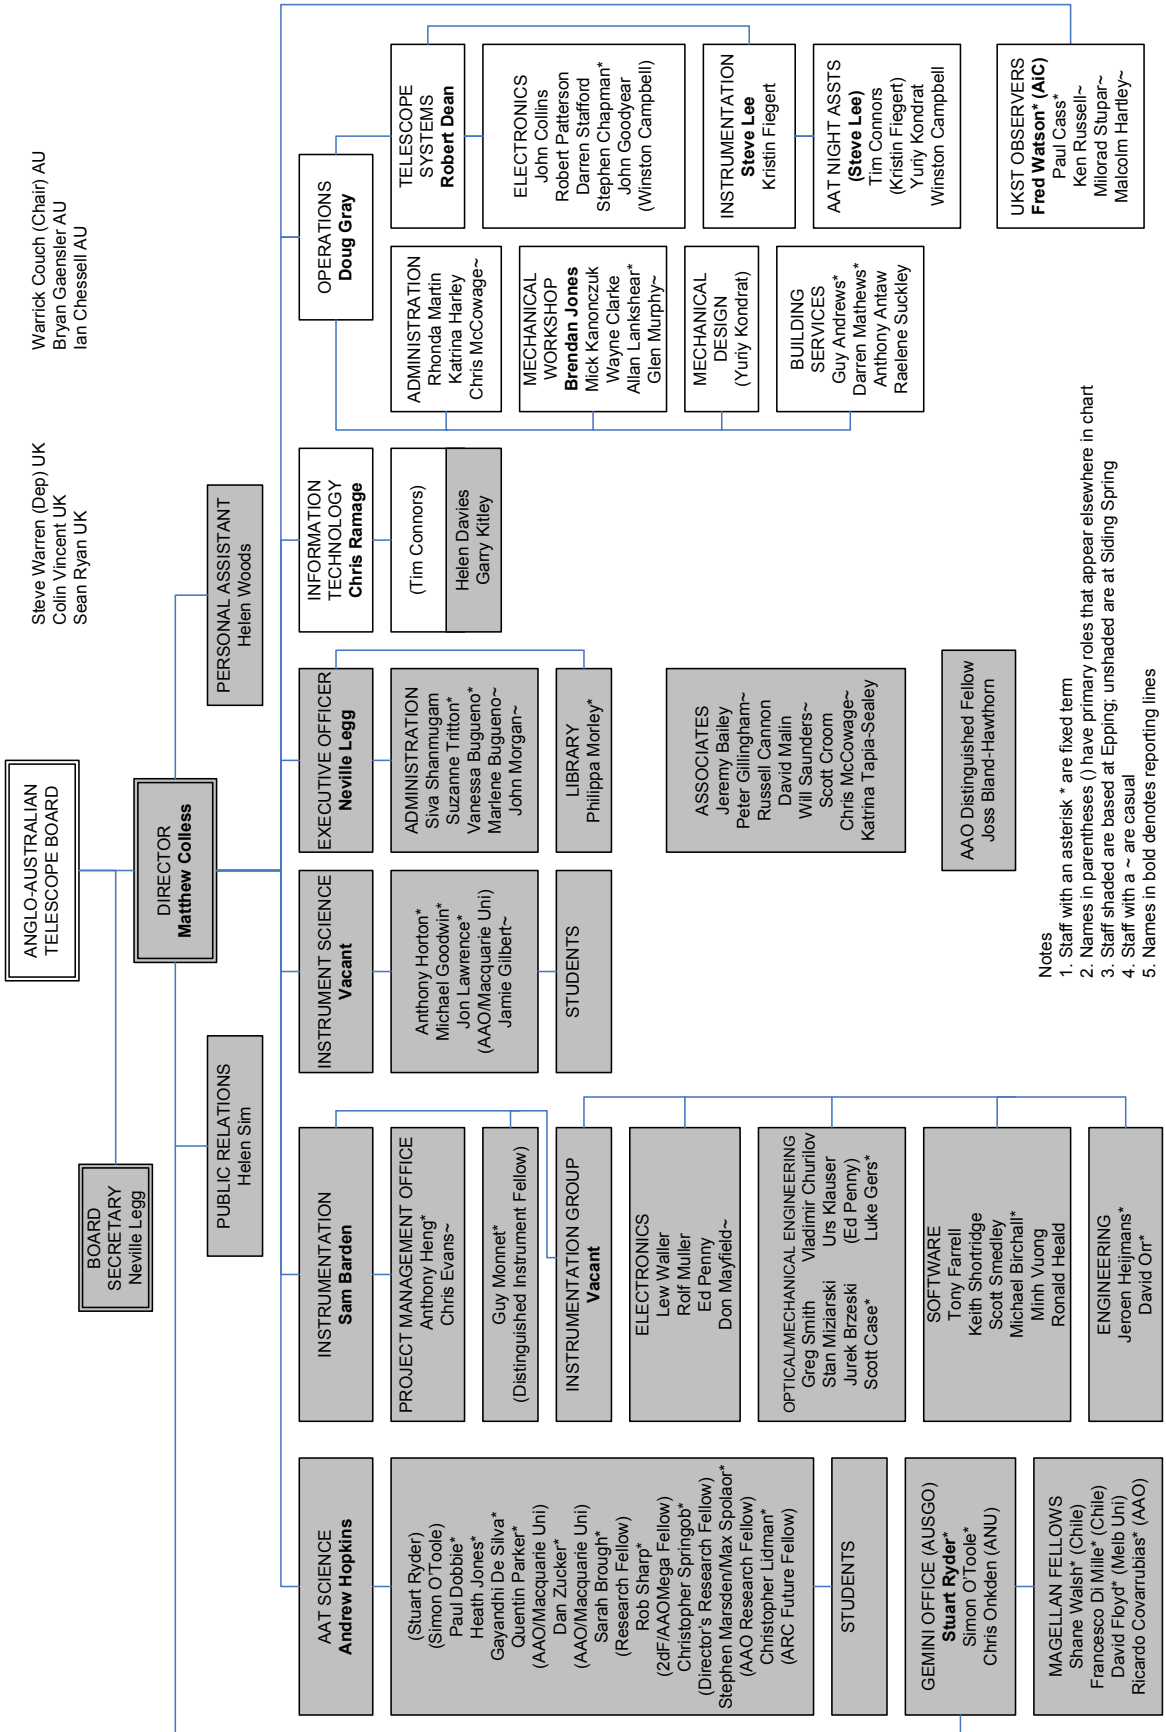 ANGLO-AUSTRALIAN
TELESCOPE BOARD
Steve Warren (Dep) UK
Colin Vincent UK
Sean Ryan UK
Warrick Couch (Chair) AU
Bryan Gaensler AU
Ian Chessell AU
BOARD
SECRETARY
Neville Legg
DIRECTOR
Matthew Colless
PUBLIC RELATIONS
Helen Sim
PERSONAL ASSISTANT
Helen Woods
AAT SCIENCE
Andrew Hopkins
(Stuart Ryder)
(Simon O'Toole)
Paul Dobbie*
Heath Jones*
Gayandhi De Silva*
Quentin Parker*
(AAO/Macquarie Uni)
Dan Zucker*
(AAO/Macquarie Uni)
Sarah Brough*
(Research Fellow)
Rob Sharp*
(2dF/AAOMega Fellow)
Christopher Springob*
(Director's Research Fellow)
Stephen Marsden/Max Spolaor*
(AAO Research Fellow)
Christopher Lidman*
(ARC Future Fellow)
STUDENTS
GEMINI OFFICE (AUSGO)
Stuart Ryder*
Simon O'Toole*
Chris Onkden (ANU)
MAGELLAN FELLOWS
Shane Walsh* (Chile)
Francesco Di Mille* (Chile)
David Floyd* (Melb Uni)
Ricardo Covarrubias* (AAO)
INSTRUMENTATION
Sam Barden
PROJECT MANAGEMENT OFFICE
Anthony Heng*
Chris Evans~
Guy Monnet*
(Distinguished Instrument Fellow)
INSTRUMENTATION GROUP
Vacant
ELECTRONICS
Lew Waller
Rolf Muller
Ed Penny
Don Mayfield~
OPTICAL/MECHANICAL ENGINEERING
Greg Smith Vladimir Churilov
Stan Miziarski Urs Klauser
Jurek Brzeski (Ed Penny)
Scott Case* Luke Gers*
SOFTWARE
Tony Farrell
Keith Shortridge
Scott Smedley
Michael Birchall*
Minh Vuong
Ronald Heald
ENGINEERING
Jeroen Heijmans*
David Orr*
INSTRUMENT SCIENCE
Vacant
Anthony Horton*
Michael Goodwin*
Jon Lawrence*
(AAO/Macquarie Uni)
Jamie Gilbert~
STUDENTS
EXECUTIVE OFFICER
Neville Legg
ADMINISTRATION
Siva Shanmugam
Suzanne Tritton*
Vanessa Bugueno*
Marlene Bugueno~
John Morgan~
LIBRARY
Philippa Morley*
ASSOCIATES
Jeremy Bailey
Peter Gillingham~
Russell Cannon
David Malin
Will Saunders~
Scott Croom
Chris McCowage~
Katrina Tapia-Sealey
AAO Distinguished Fellow
Joss Bland-Hawthorn
INFORMATION
TECHNOLOGY
Chris Ramage
(Tim Connors)
Helen Davies
Garry Kitley
OPERATIONS
Doug Gray
ADMINISTRATION
Rhonda Martin
Katrina Harley
Chris McCowage~
MECHANICAL
WORKSHOP
Brendan Jones
Mick Kanonczuk
Wayne Clarke
Allan Lankshear*
Glen Murphy~
MECHANICAL
DESIGN
(Yuriy Kondrat)
BUILDING
SERVICES
Guy Andrews*
Darren Mathews*
Anthony Antaw
Raelene Suckley
TELESCOPE
SYSTEMS
Robert Dean
ELECTRONICS
John Collins
Robert Patterson
Darren Stafford
Stephen Chapman*
John Goodyear
(Winston Campbell)
INSTRUMENTATION
Steve Lee
Kristin Fiegert
AAT NIGHT ASSTS
(Steve Lee)
Tim Connors
(Kristin Fiegert)
Yuriy Kondrat
Winston Campbell
UKST OBSERVERS
Fred Watson* (AiC)
Paul Cass*
Ken Russell~
Milorad Stupar~
Malcolm Hartley~
Notes
1. Staff with an asterisk * are fixed term
2. Names in parentheses () have primary roles that appear elsewhere in chart
3. Staff shaded are based at Epping; unshaded are at Siding Spring
4. Staff with a ~ are casual
5. Names in bold denotes reporting lines